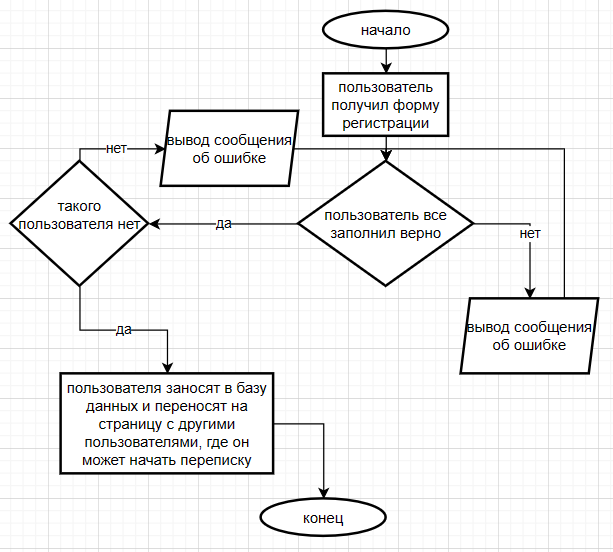 начало
пользователь
получил форму
регистрации
нет
вывод сообщения
об ошибке
такого
пользователя нет
да
пользователь все
заполнил верно
нет
вывод сообщения
об ошибке
да
пользователя заносят в базу
данных и переносят на
страницу с другими
пользователями, где он
может начать переписку
конец